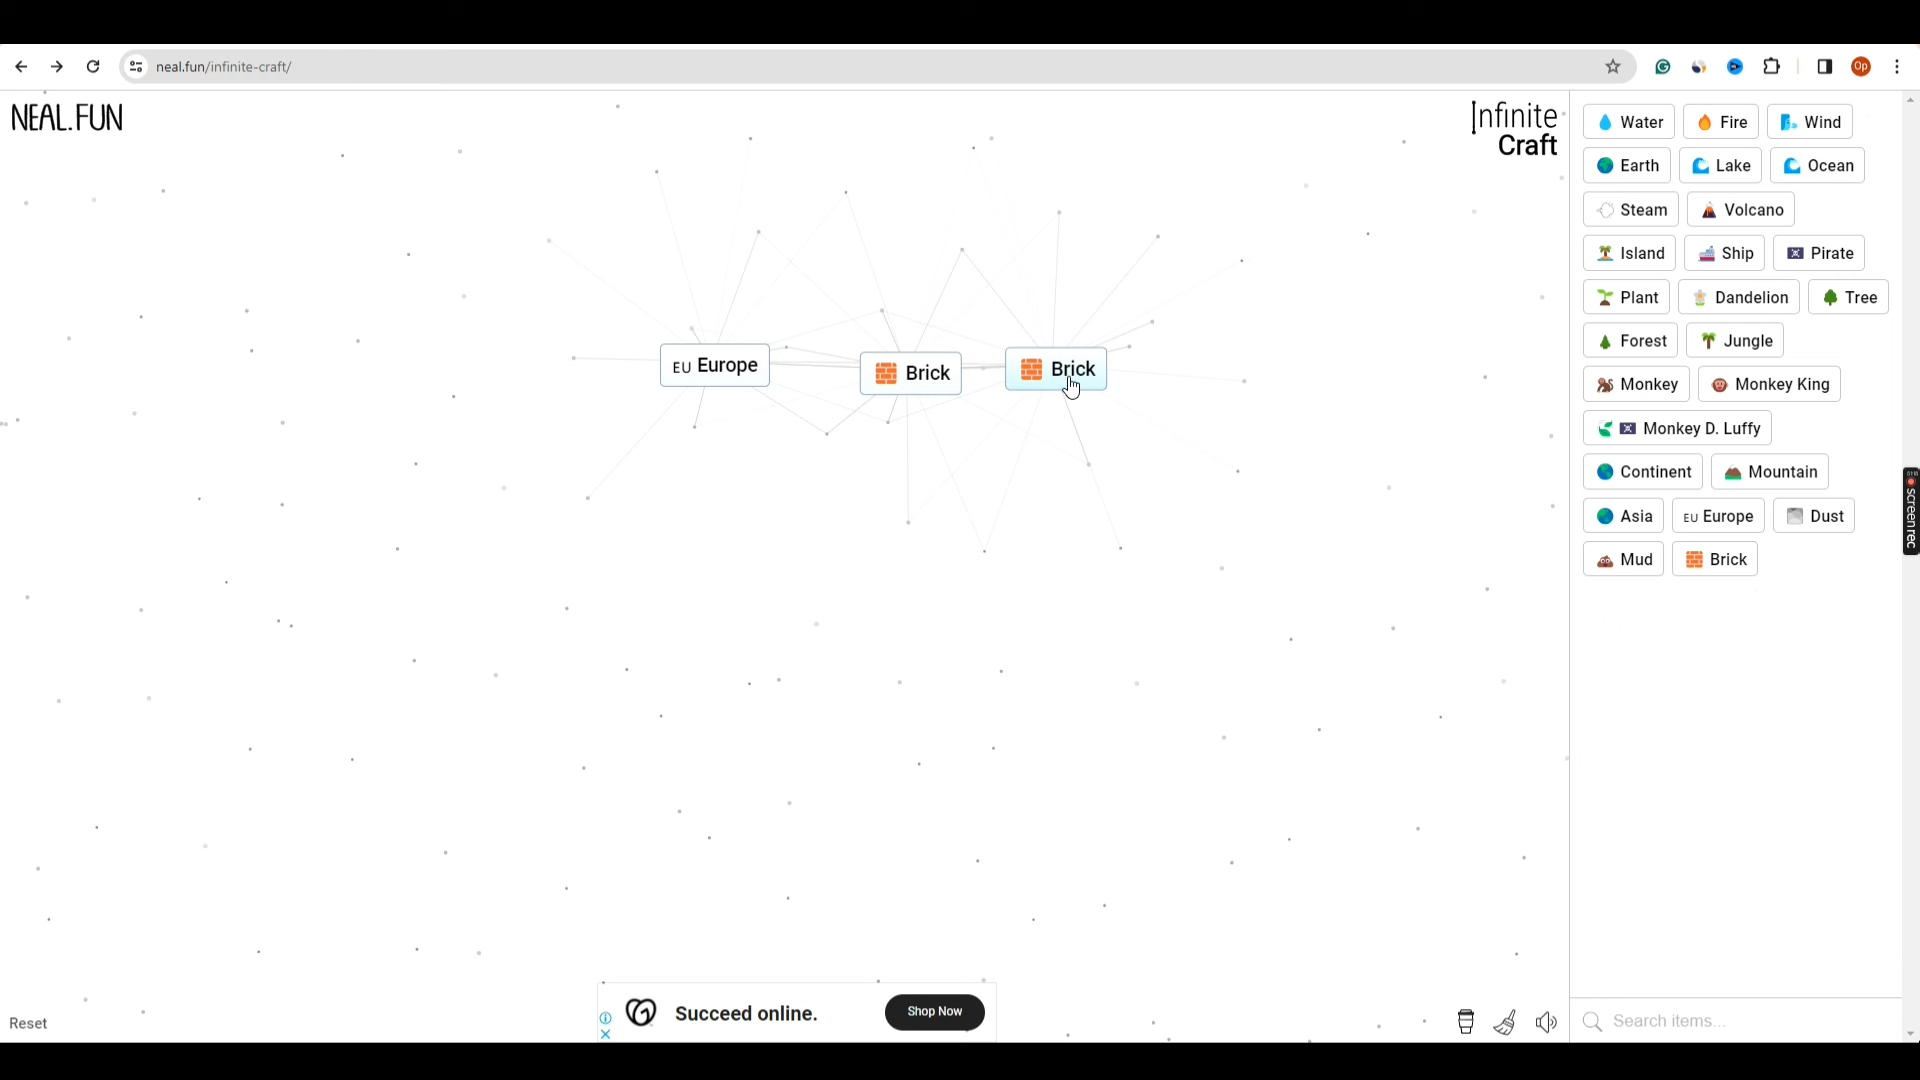 neal.fun/infinite-craft/
Op
NEAL.FUN
Infinite
Craft
Water Fire Wind
Earth Lake Ocean
Steam Volcano
Island Ship Pirate
Plant Dandelion Tree
Forest Jungle
Monkey Monkey King
Monkey D. Luffy
Continent Mountain
Asia EU Europe Dust
Mud Brick
EU Europe
Brick
Brick
screenrec
Succeed online.
Shop Now
Reset
Search items...